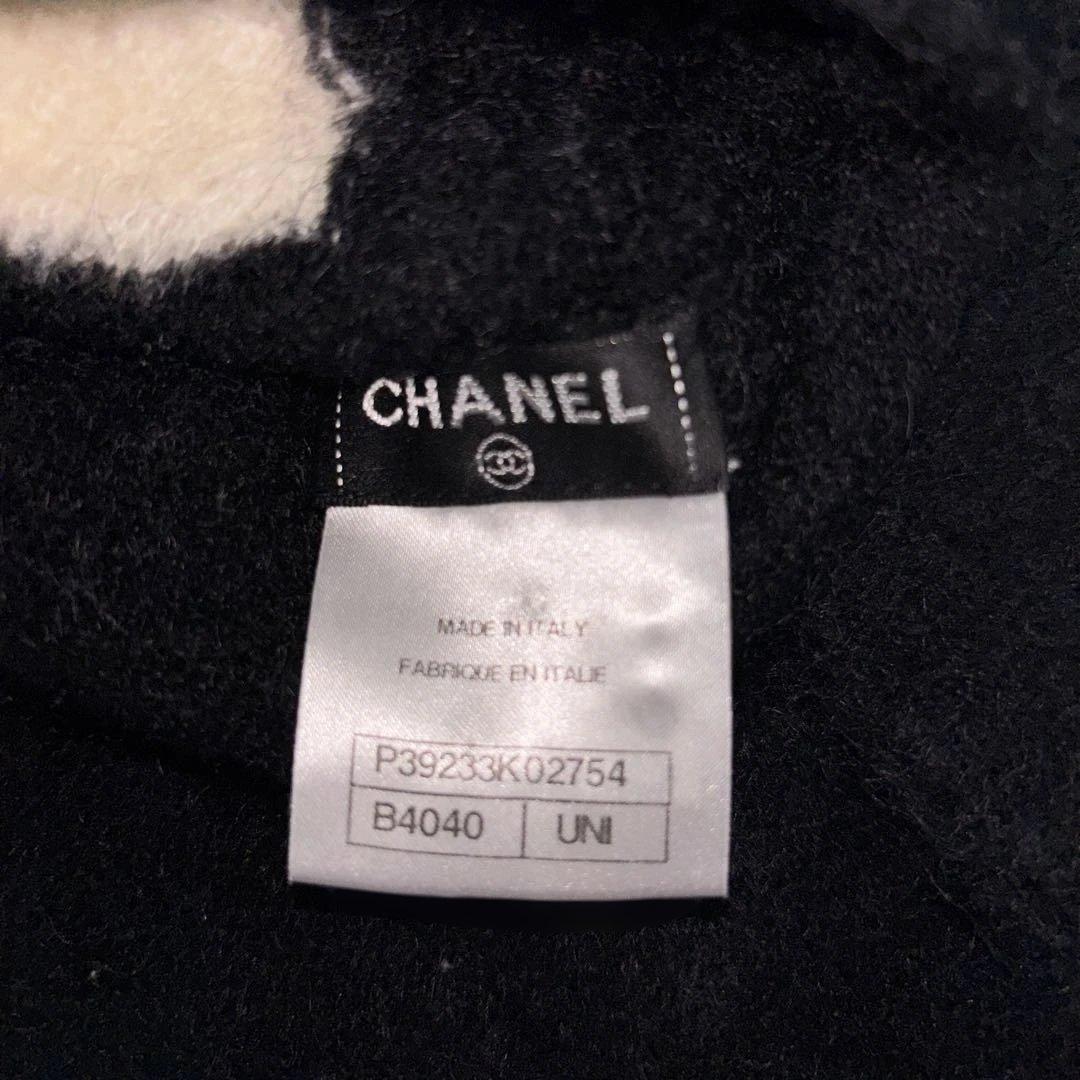 CHANEL
MADE IN ITALY
FABRIQUE EN ITALIE
P39233K02754
B4040 UNI